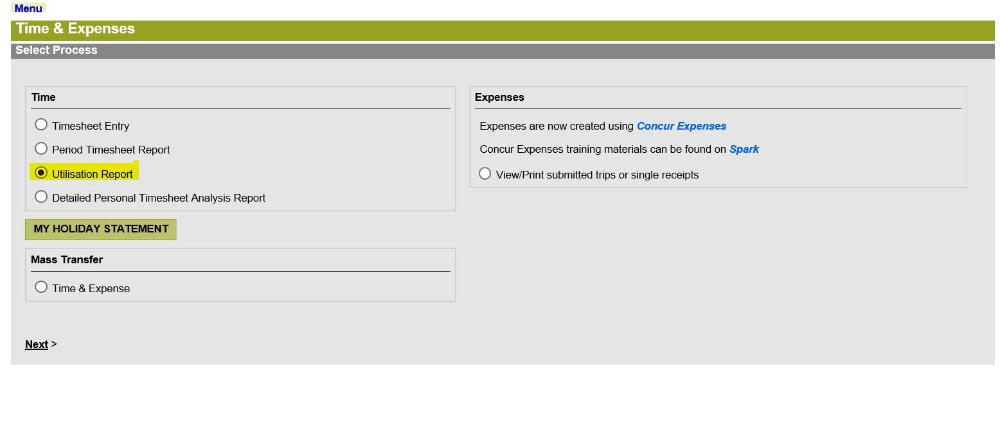 Menu
Time & Expenses
Select Process
Time
Timesheet Entry
Period Timesheet Report
Utilisation Report
Detailed Personal Timesheet Analysis Report
MY HOLIDAY STATEMENT
Mass Transfer
Time & Expense
Expenses
Expenses are now created using Concur Expenses
Concur Expenses training materials can be found on Spark
View/Print submitted trips or single receipts
Next >